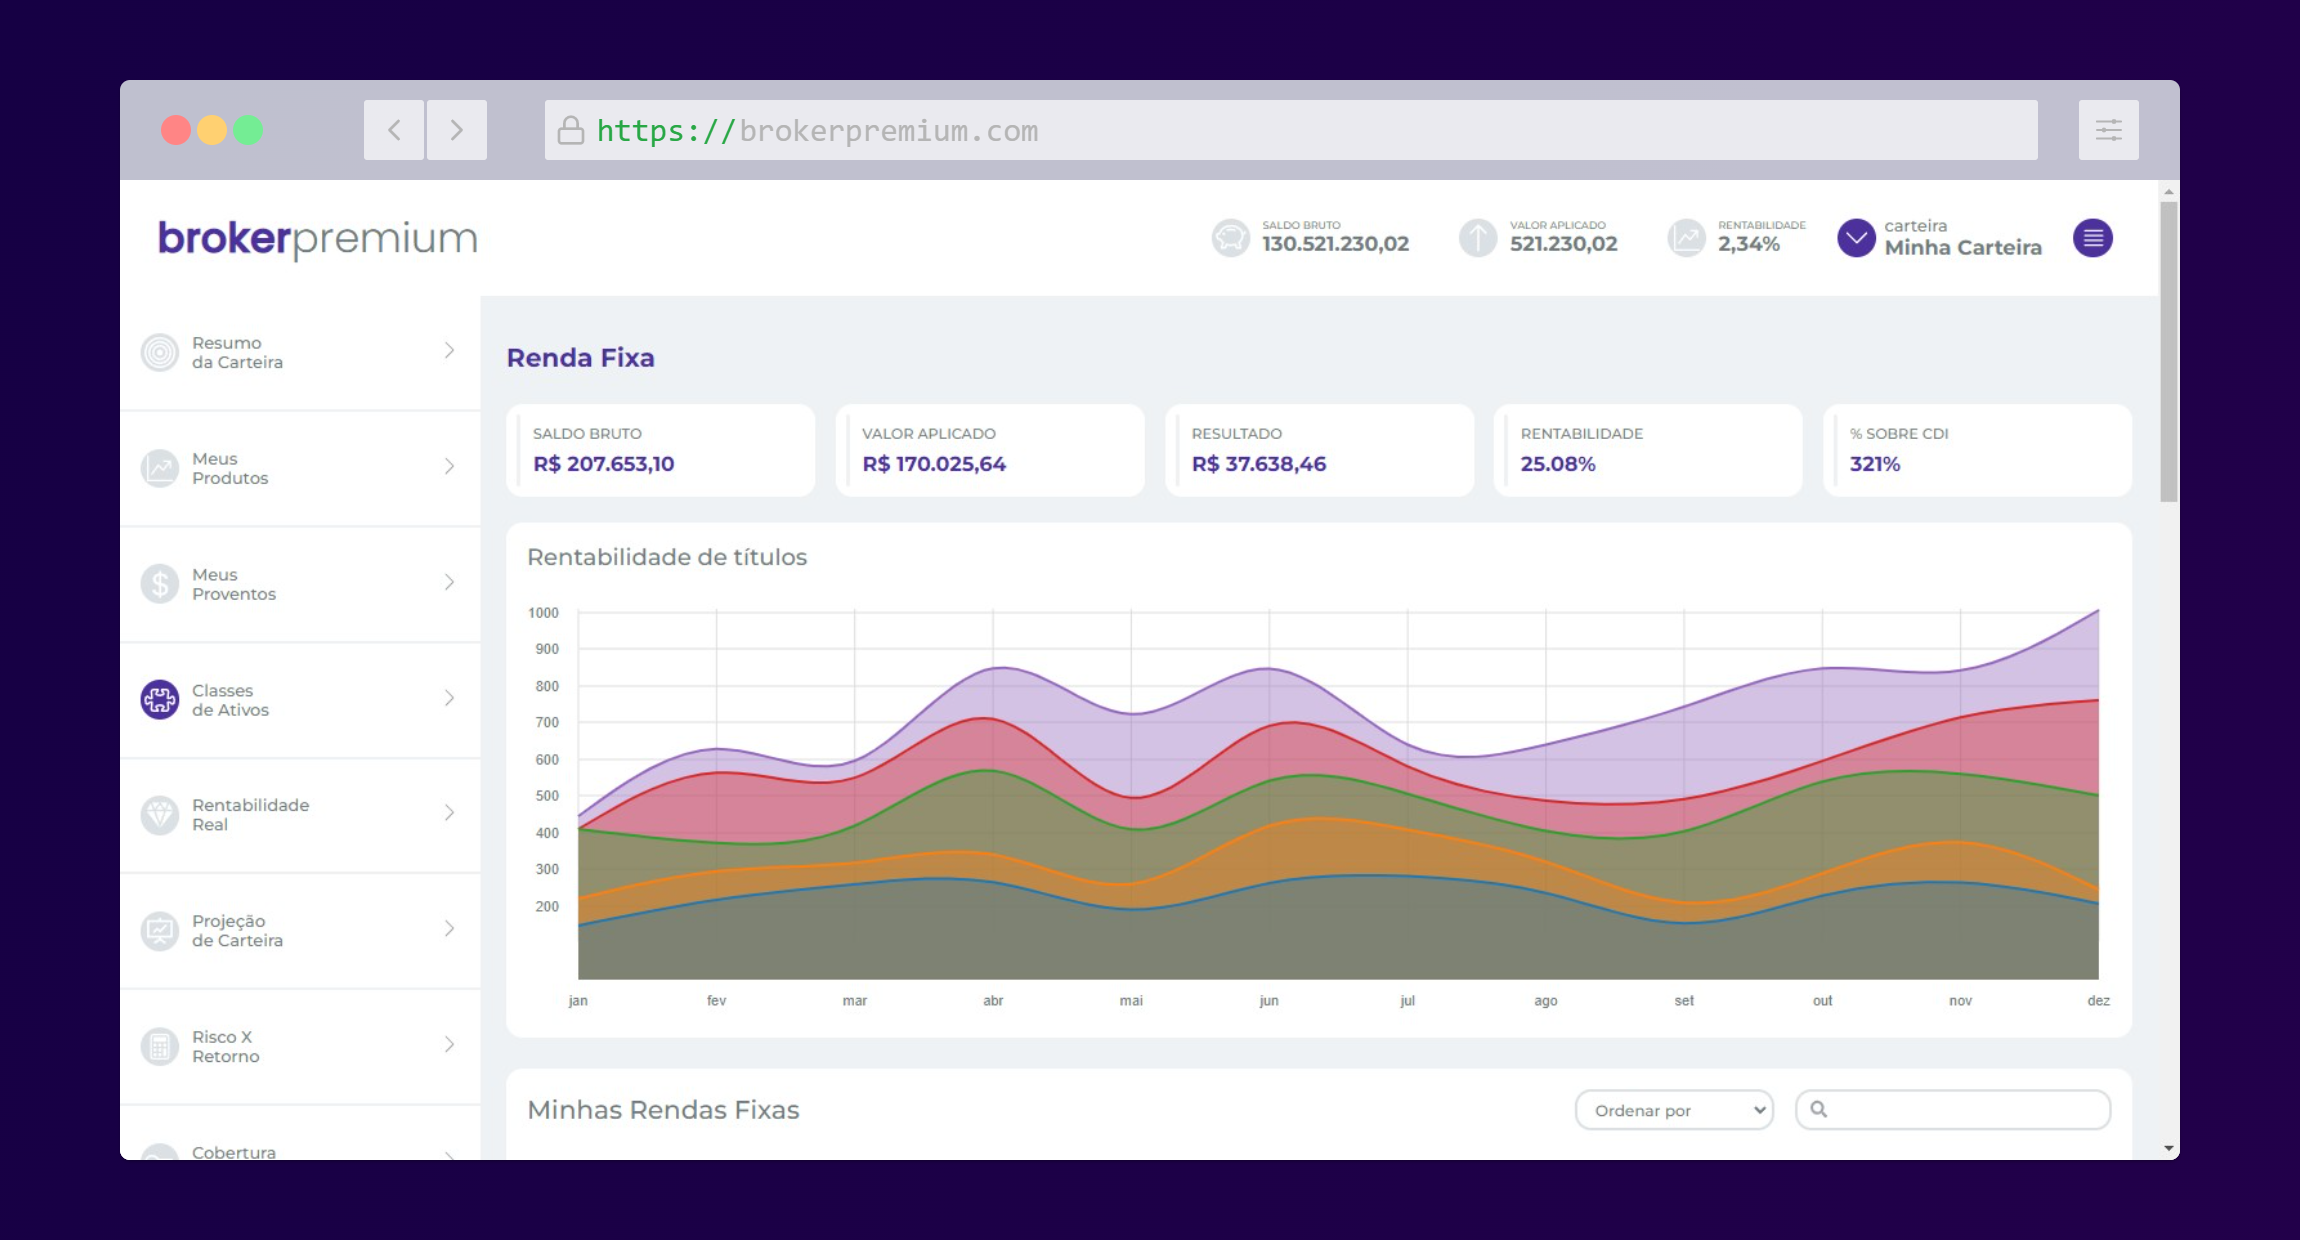 https://brokerpremium.com
brokerpremium
SALDO BRUTO
130.521.230,02
VALOR APLICADO
521.230,02
RENTABILIDADE
2,34%
carteira
Minha Carteira
Resumo
da Carteira
Meus
Produtos
Meus
Proventos
Classes
de Ativos
Rentabilidade
Real
Projeção
de Carteira
Risco X
Retorno
Cobertura
Renda Fixa
SALDO BRUTO
R$ 207.653,10
VALOR APLICADO
R$ 170.025,64
RESULTADO
R$ 37.638,46
RENTABILIDADE
25.08%
% SOBRE CDI
321%
Rentabilidade de títulos
1000
900
800
700
600
500
400
300
200
jan fev mar abr mai jun jul ago set out nov dez
Minhas Rendas Fixas
Ordenar por